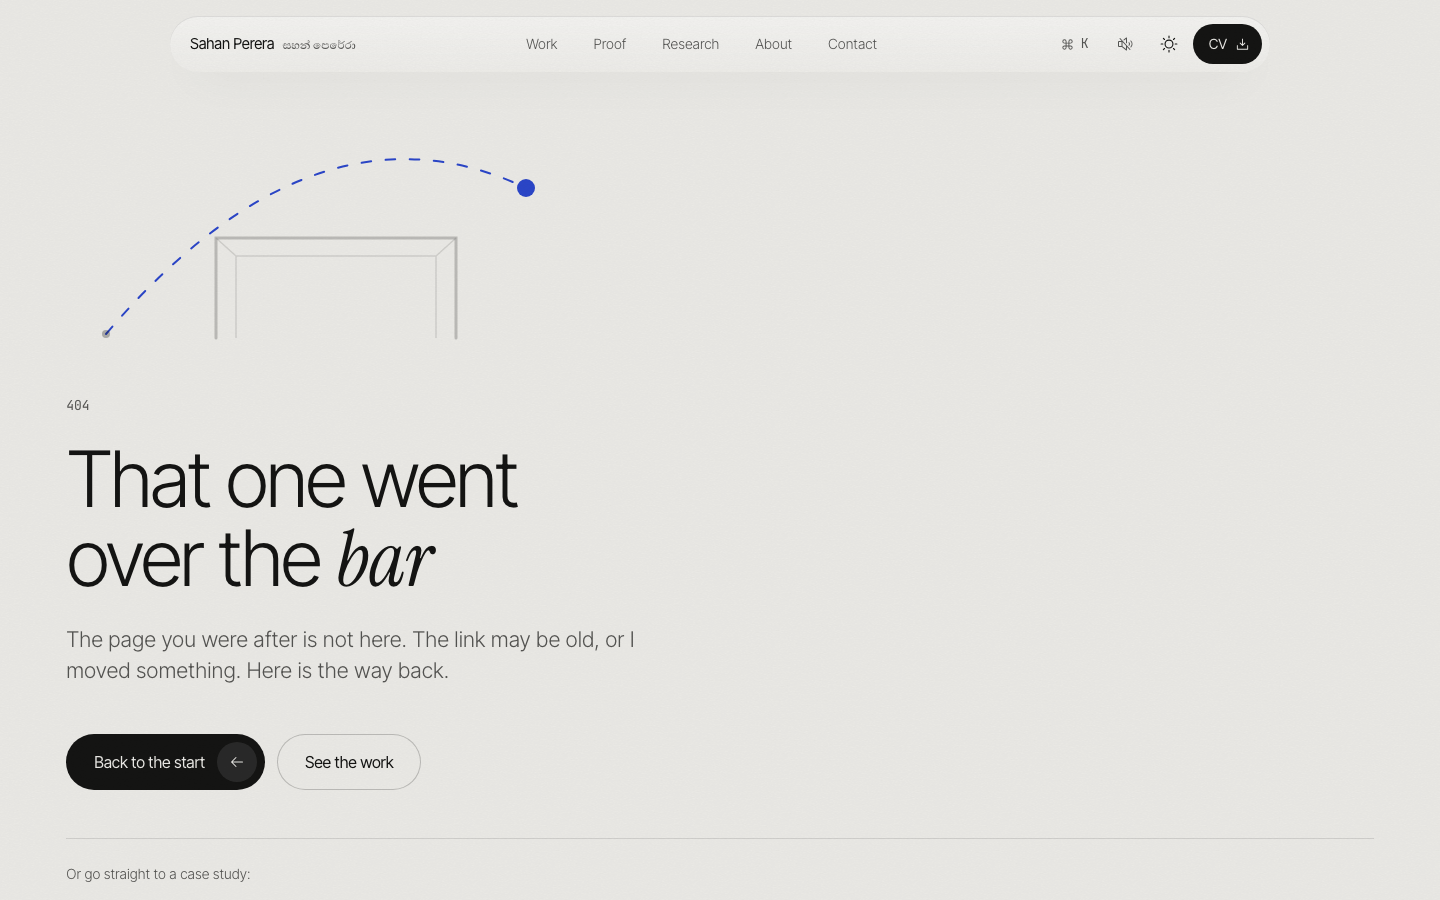 Sahan Perera සහන් පෙරේරා Work Proof Research About Contact ⌘ K CV
404
That one went
over the bar
The page you were after is not here. The link may be old, or I
moved something. Here is the way back.
Back to the start See the work
Or go straight to a case study: